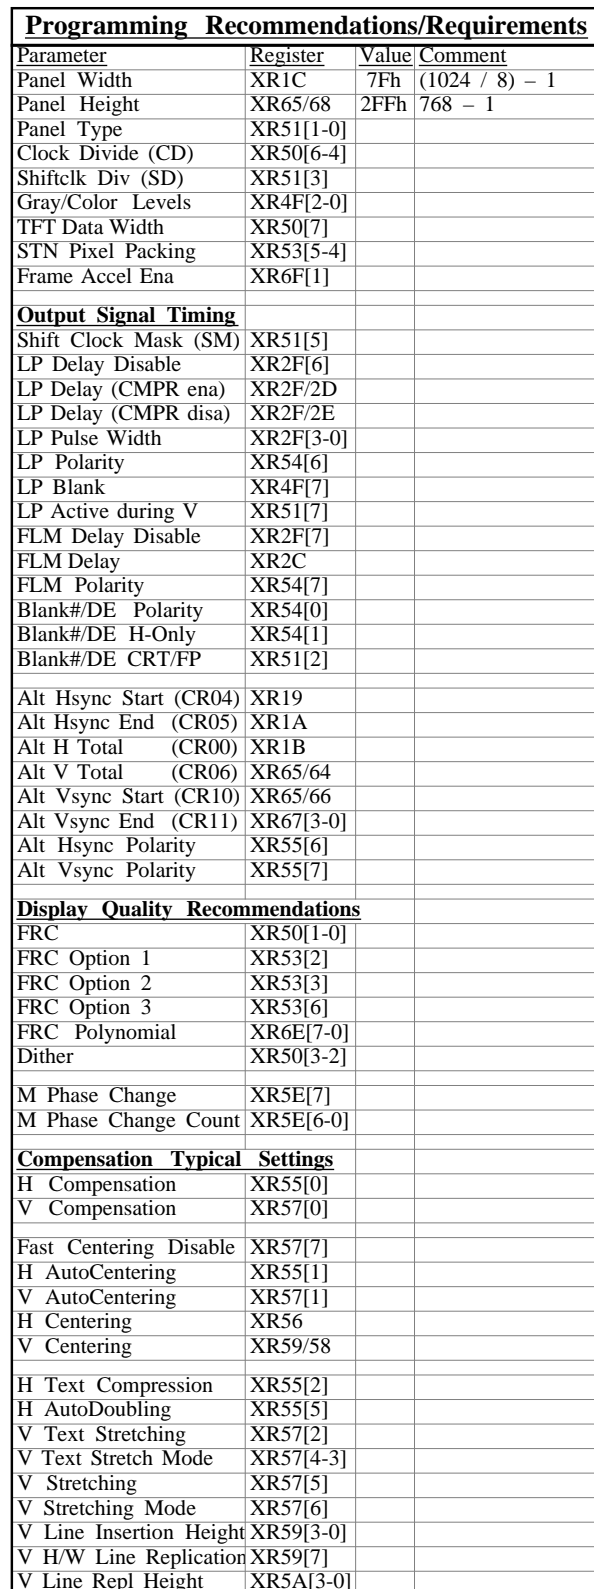 Programming Recommendations/Requirements
Parameter Register Value Comment
Panel Width XR1C 7Fh (1024 / 8) – 1
Panel Height XR65/68 2FFh 768 – 1
Panel Type XR51[1-0]
Clock Divide (CD) XR50[6-4]
Shiftclk Div (SD) XR51[3]
Gray/Color Levels XR4F[2-0]
TFT Data Width XR50[7]
STN Pixel Packing XR53[5-4]
Frame Accel Ena XR6F[1]
Output Signal Timing
Shift Clock Mask (SM) XR51[5]
LP Delay Disable XR2F[6]
LP Delay (CMPR ena) XR2F/2D
LP Delay (CMPR disa) XR2F/2E
LP Pulse Width XR2F[3-0]
LP Polarity XR54[6]
LP Blank XR4F[7]
LP Active during V XR51[7]
FLM Delay Disable XR2F[7]
FLM Delay XR2C
FLM Polarity XR54[7]
Blank#/DE Polarity XR54[0]
Blank#/DE H-Only XR54[1]
Blank#/DE CRT/FP XR51[2]
Alt Hsync Start (CR04) XR19
Alt Hsync End (CR05) XR1A
Alt H Total (CR00) XR1B
Alt V Total (CR06) XR65/64
Alt Vsync Start (CR10) XR65/66
Alt Vsync End (CR11) XR67[3-0]
Alt Hsync Polarity XR55[6]
Alt Vsync Polarity XR55[7]
Display Quality Recommendations
FRC XR50[1-0]
FRC Option 1 XR53[2]
FRC Option 2 XR53[3]
FRC Option 3 XR53[6]
FRC Polynomial XR6E[7-0]
Dither XR50[3-2]
M Phase Change XR5E[7]
M Phase Change Count XR5E[6-0]
Compensation Typical Settings
H Compensation XR55[0]
V Compensation XR57[0]
Fast Centering Disable XR57[7]
H AutoCentering XR55[1]
V AutoCentering XR57[1]
H Centering XR56
V Centering XR59/58
H Text Compression XR55[2]
H AutoDoubling XR55[5]
V Text Stretching XR57[2]
V Text Stretch Mode XR57[4-3]
V Stretching XR57[5]
V Stretching Mode XR57[6]
V Line Insertion Height XR59[3-0]
V H/W Line Replication XR59[7]
V Line Repl Height XR5A[3-0]